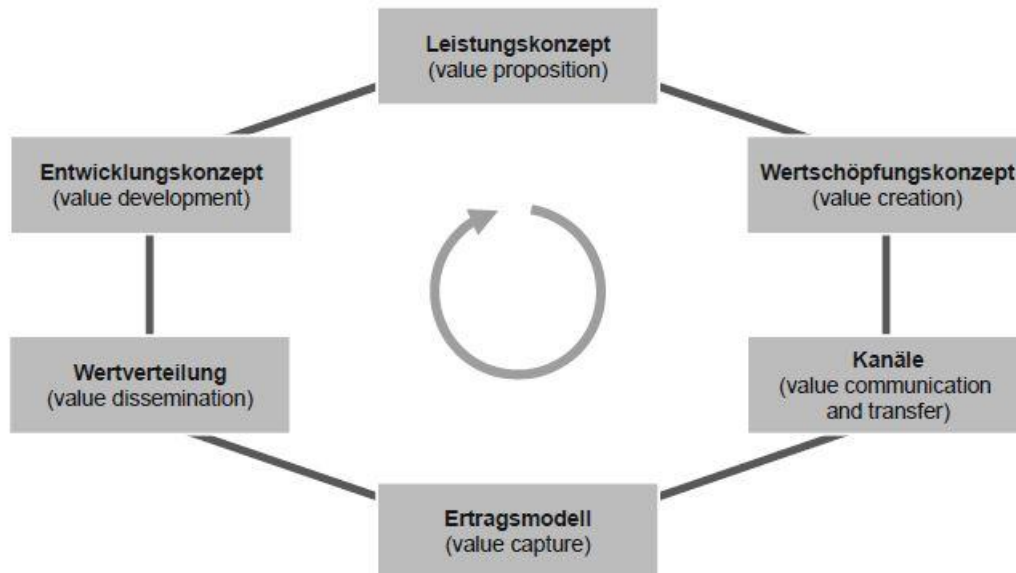 Leistungskonzept
(value proposition)
Entwicklungskonzept
(value development)
Wertschöpfungskonzept
(value creation)
Wertverteilung
(value dissemination)
Kanäle
(value communication
and transfer)
Ertragsmodell
(value capture)